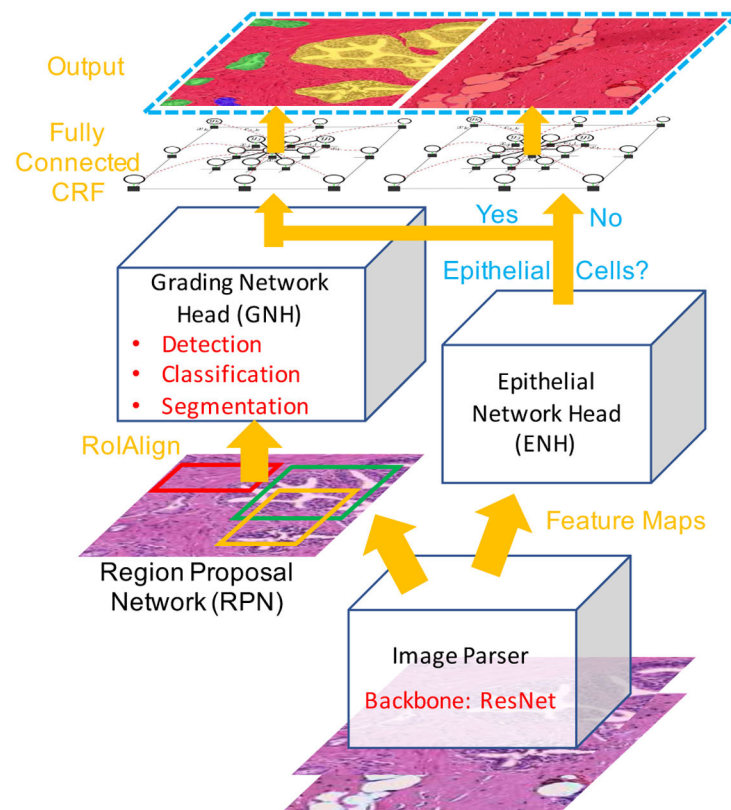 Output
Fully
Connected
CRF
Yes
No
Epithelial
Cells?
Grading Network
Head (GNH)
• Detection
• Classification
• Segmentation
Epithelial
Network Head
(ENH)
RoIAlign
Feature Maps
Region Proposal
Network (RPN)
Image Parser
Backbone: ResNet